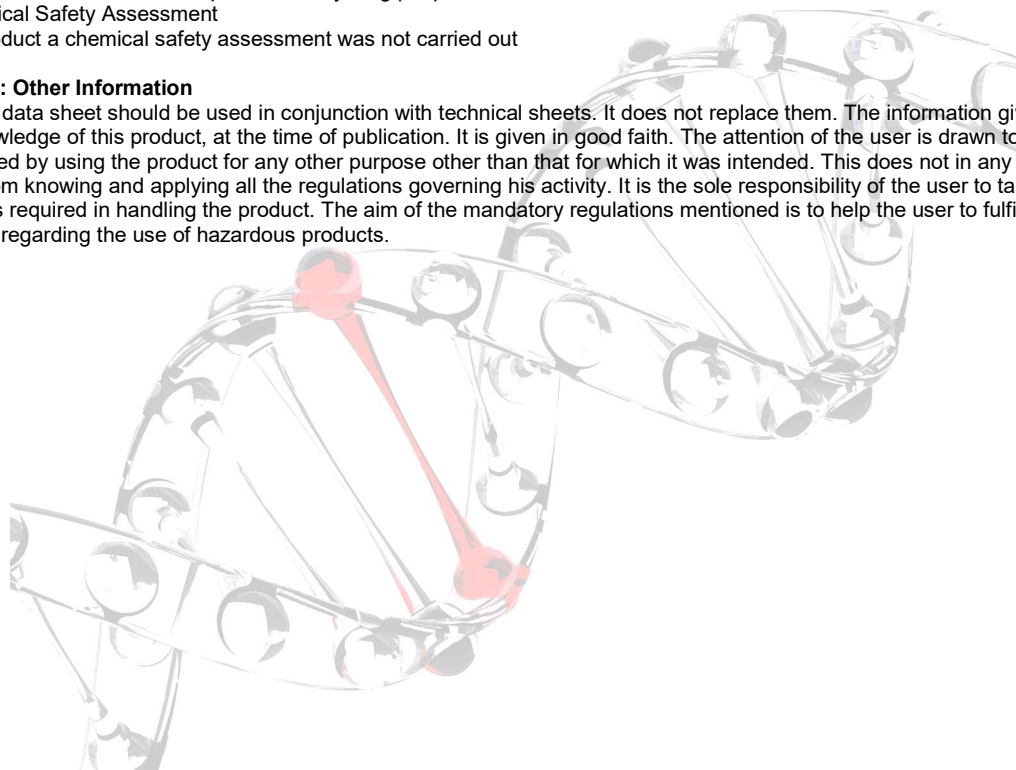 ical Safety Assessment
duct a chemical safety assessment was not carried out
: Other Information
data sheet should be used in conjunction with technical sheets. It does not replace them. The information gi
wledge of this product, at the time of publication. It is given in good faith. The attention of the user is drawn to
ed by using the product for any other purpose other than that for which it was intended. This does not in any
m knowing and applying all the regulations governing his activity. It is the sole responsibility of the user to ta
s required in handling the product. The aim of the mandatory regulations mentioned is to help the user to fulfi
regarding the use of hazardous products.